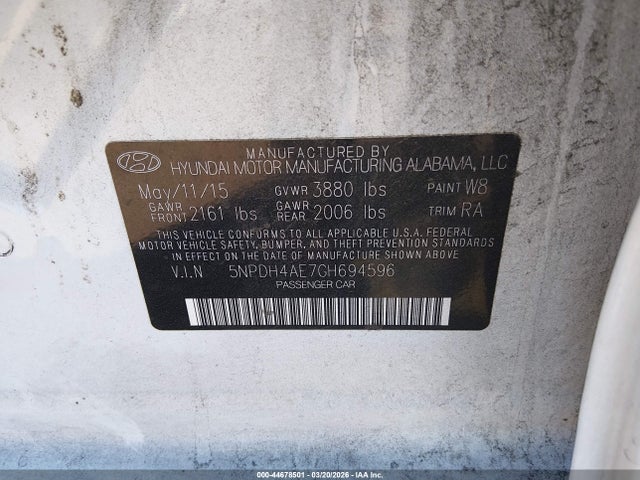 MANUFACTURED BY
HYUNDAI MOTOR MANUFACTURING ALABAMA, LLC
May/11/15 GVWR 3880 lbs PAINT W8
GAWR FRONT 2161 lbs GAWR REAR 2006 lbs TRIM RA
THIS VEHICLE CONFORMS TO ALL APPLICABLE U.S.A. FEDERAL
MOTOR VEHICLE SAFETY, BUMPER, AND THEFT PREVENTION
STANDARDS IN EFFECT ON THE DATE OF MANUFACTURE SHOWN ABOVE
V.I.N 5NPDH4AE7GH694596
PASSENGER CAR
000-44678501 - 03/20/2026 - IAA Inc.